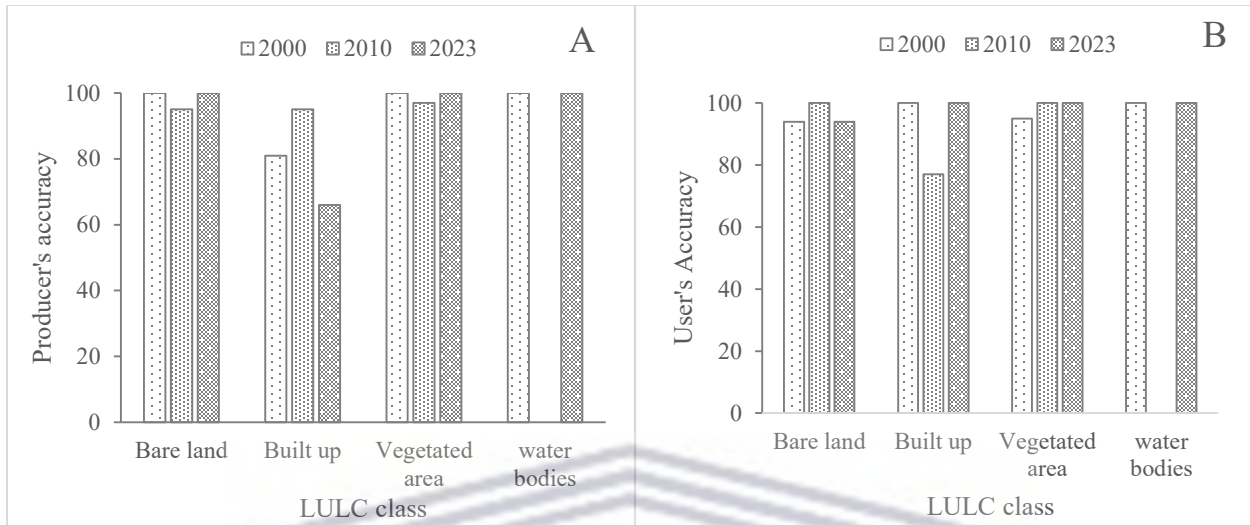 A
2000 2010 2023
100
80
60
40
20
0
Producer's accuracy
Bare land Built up Vegetated area water bodies
LULC class
B
2000 2010 2023
100
80
60
40
20
0
User's Accuracy
Bare land Built up Vegetated area water bodies
LULC class